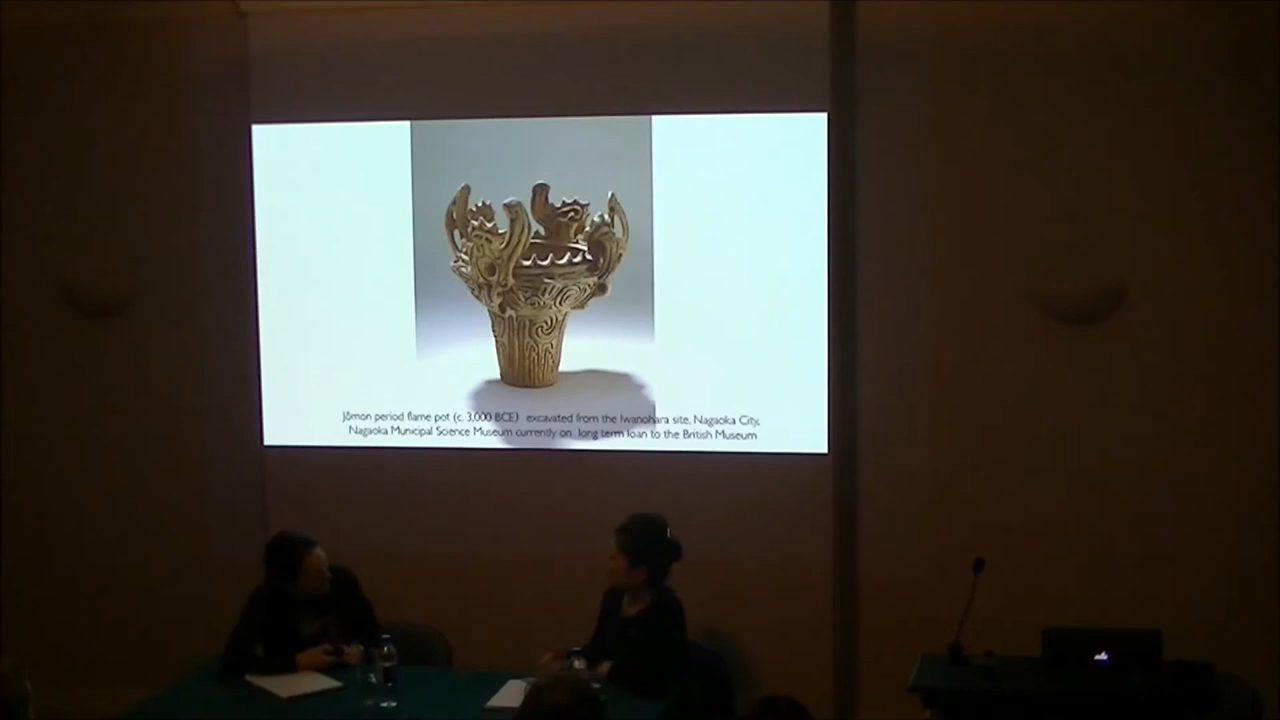 Jômon period flame pot (c. 3,000 BCE) excavated from the Iwanohara site, Nagaoka City,
Nagaoka Municipal Science Museum currently on long term loan to the British Museum